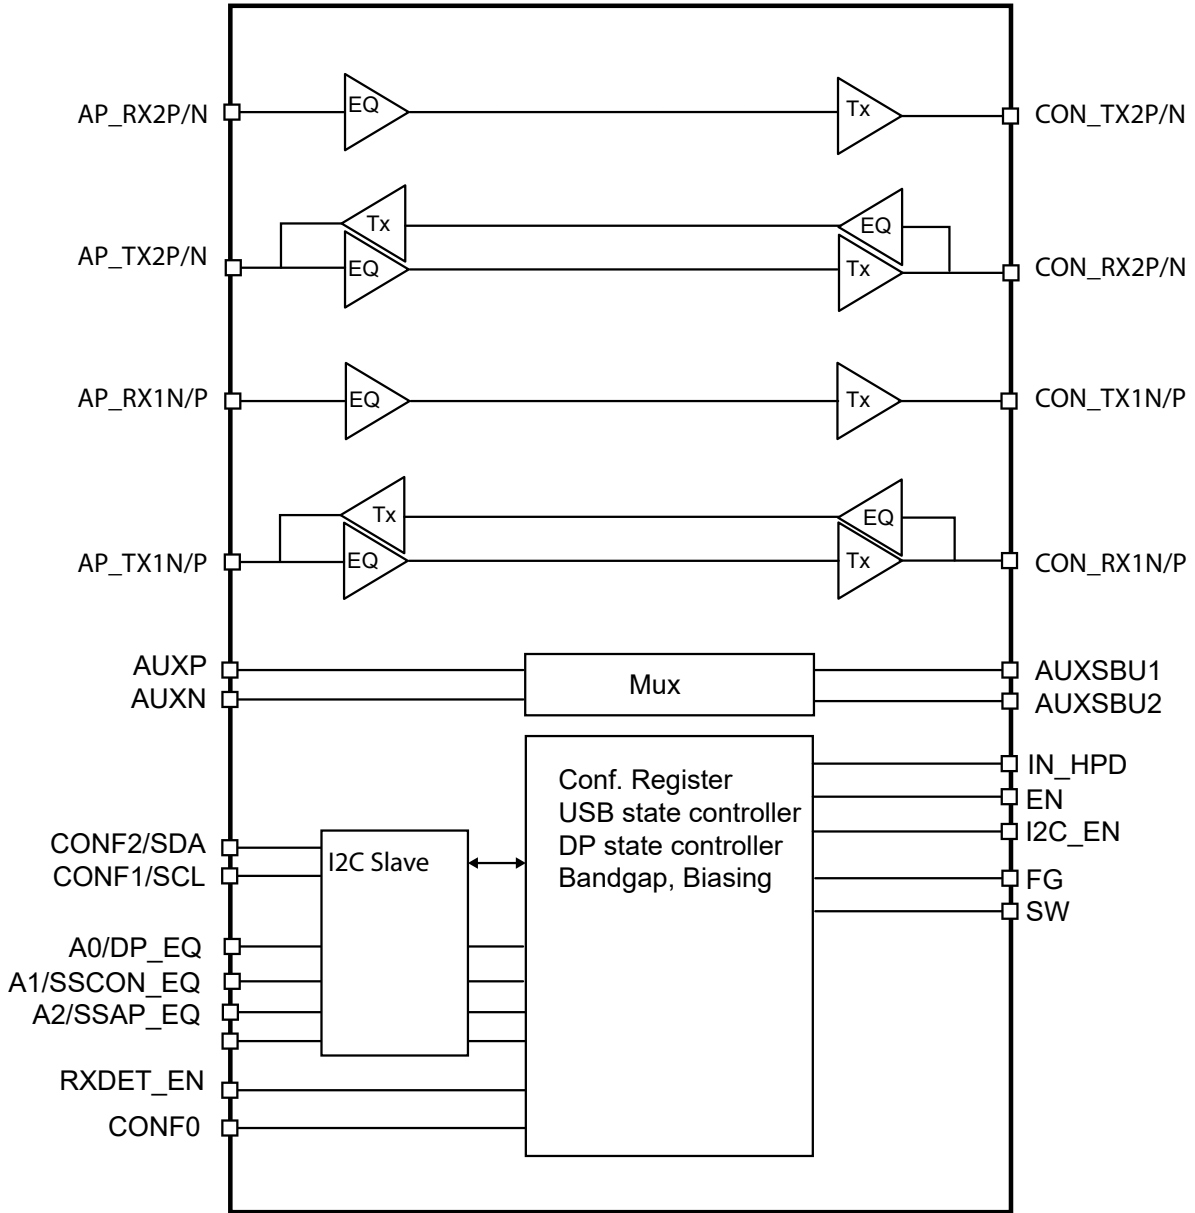 AP_RX2P/N
EQ
Tx
CON_TX2P/N
Tx
EQ
AP_TX2P/N
EQ
Tx
CON_RX2P/N
AP_RX1N/P
EQ
Tx
CON_TX1N/P
Tx
EQ
AP_TX1N/P
EQ
Tx
CON_RX1N/P
AUXP
AUXN
Mux
AUXSBU1
AUXSBU2
Conf. Register
USB state controller
DP state controller
Bandgap, Biasing
IN_HPD
EN
I2C_EN
FG
SW
CONF2/SDA
CONF1/SCL
I2C Slave
A0/DP_EQ
A1/SSCON_EQ
A2/SSAP_EQ
RXDET_EN
CONF0